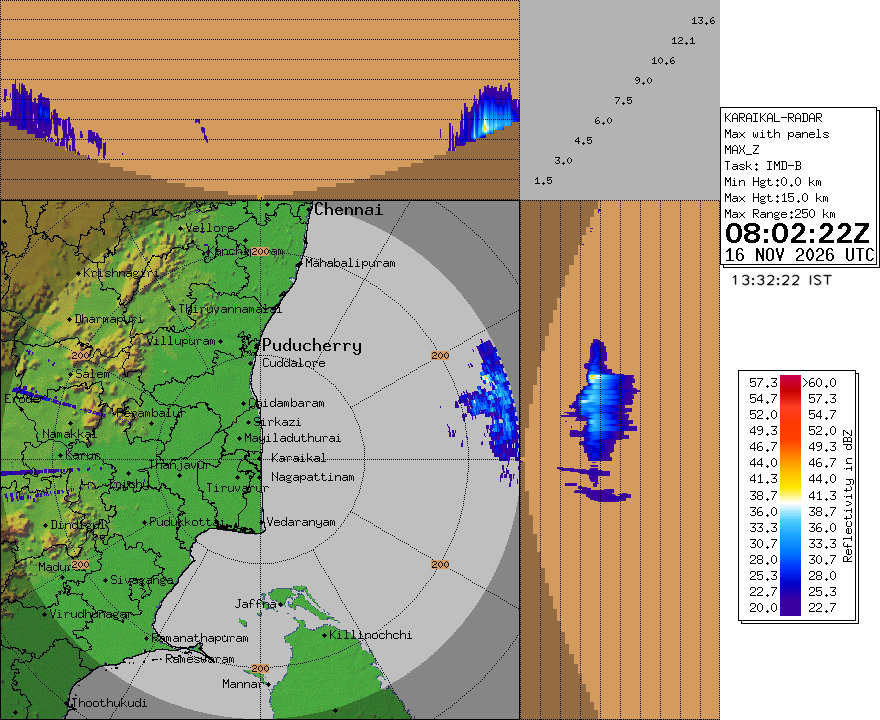 13.6
12.1
10.6
9.0
7.5
6.0
4.5
3.0
1.5
KARAIKAL-RADAR
Max with panels
MAX_Z
Task: IMD-B
Min Hgt:0.0 km
Max Hgt:15.0 km
Max Range:250 km
08:02:22Z
16 NOV 2026 UTC
13:32:22 IST
Chennai
Vellore
200
Mahabalipuram
Krishnagiri
Thiruvannamalai
Dharmapuri
Villupuram
Puducherry
200
200
Cuddalore
Salem
Chidambaram
Perambalur
Sirkazi
Namakkal
Mayiladuthurai
Karur
Karaikal
Thanjavur
Nagapattinam
Tiruvarur
Pudukkottai
Vedaranyam
Dindigul
200
200
Sivaganga
Jaffna
Virudhunagar
Killinochchi
Ramanathapuram
Rameswaram
200
Mannar
Thoothukudi
57.3 >60.0
54.7 57.3
52.0 54.7
49.3 52.0
46.7 49.3
44.0 46.7
41.3 44.0
38.7 41.3
36.0 38.7
33.3 36.0
30.7 33.3
28.0 30.7
25.3 28.0
22.7 25.3
20.0 22.7
Reflectivity in dBZ